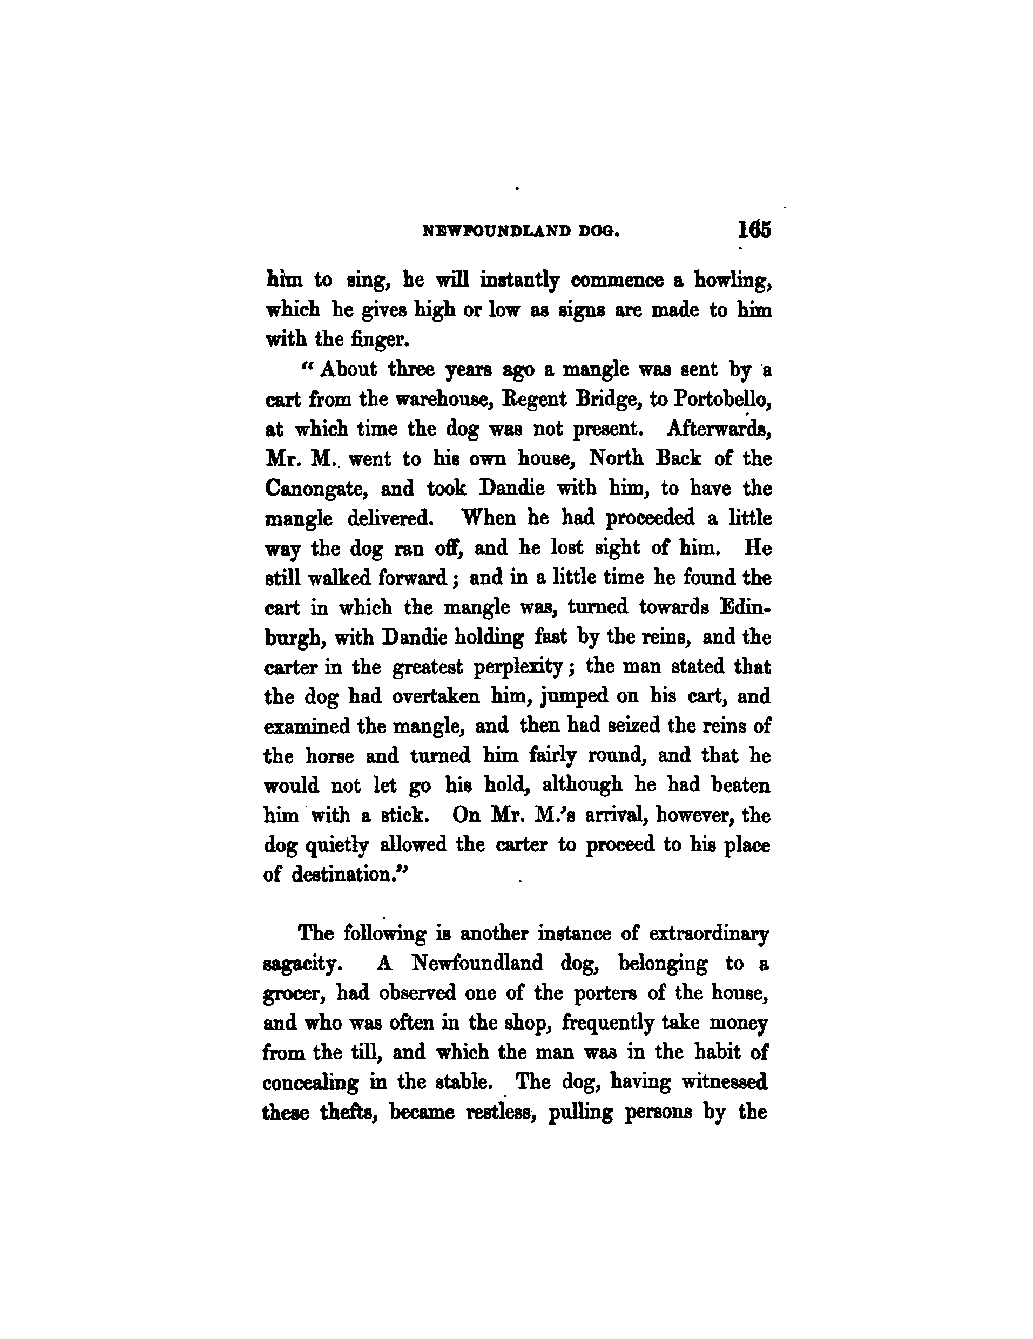 NEWFOUNDLAND DOG. 165
him to sing, he will instantly commence a howling,
which he gives high or low as signs are made to him
with the finger.
“ About three years ago a mangle was sent by a
cart from the warehouse, Regent Bridge, to Portobello,
at which time the dog was not present. Afterwards,
Mr. M. went to his own house, North Back of the
Canongate, and took Dandie with him, to have the
mangle delivered. When he had proceeded a little
way the dog ran off, and he lost sight of him. He
still walked forward ; and in a little time he found the
cart in which the mangle was, turned towards Edin-
burgh, with Dandie holding fast by the reins, and the
carter in the greatest perplexity ; the man stated that
the dog had overtaken him, jumped on his cart, and
examined the mangle, and then had seized the reins of
the horse and turned him fairly round, and that he
would not let go his hold, although he had beaten
him with a stick. On Mr. M.’s arrival, however, the
dog quietly allowed the carter to proceed to his place
of destination.”
The following is another instance of extraordinary
sagacity. A Newfoundland dog, belonging to a
grocer, had observed one of the porters of the house,
and who was often in the shop, frequently take money
from the till, and which the man was in the habit of
concealing in the stable. The dog, having witnessed
these thefts, became restless, pulling persons by the